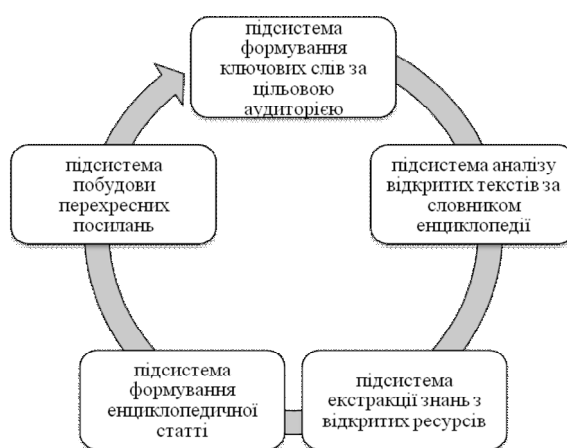 підсистема
формування
ключових слів за
цільовою
аудиторією
підсистема аналізу
відкритих текстів за
словником
енциклопедії
підсистема
екстракції знань з
відкритих ресурсів
підсистема
формування
енциклопедичної
статті
підсистема
побудови
перехресних
посилань